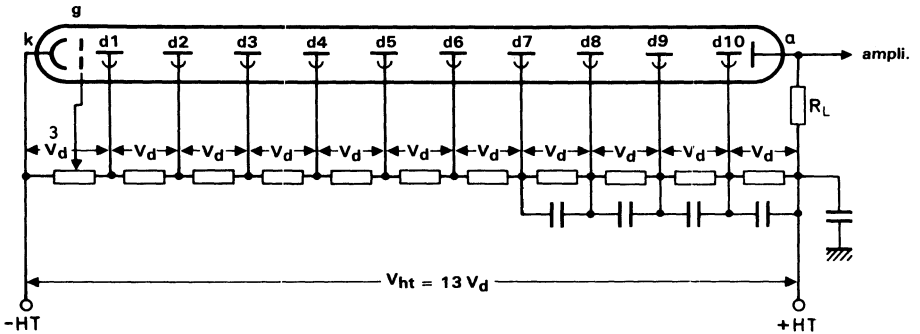 g
k d1 d2 d3 d4 d5 d6 d7 d8 d9 d10 a ampli.
R_L
3
V_d V_d V_d V_d V_d V_d V_d V_d V_d V_d V_d
V_ht = 13 V_d
-HT +HT